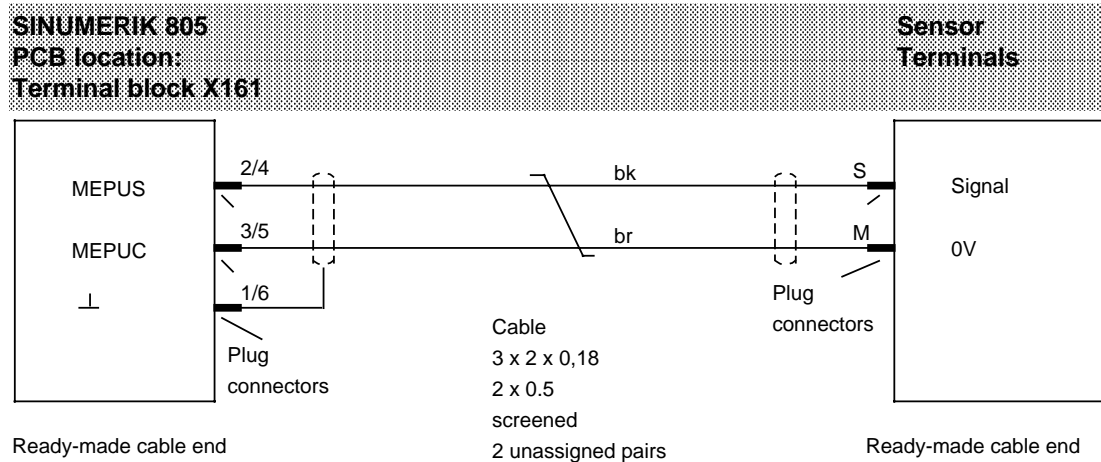 SINUMERIK 805
PCB location:
Terminal block X161
Sensor
Terminals
MEPUS
2/4
bk
S
Signal
MEPUC
3/5
br
M
0V
1/6
Plug
connectors
Plug
connectors
Cable
3 x 2 x 0,18
2 x 0.5
screened
2 unassigned pairs
Ready-made cable end
Ready-made cable end